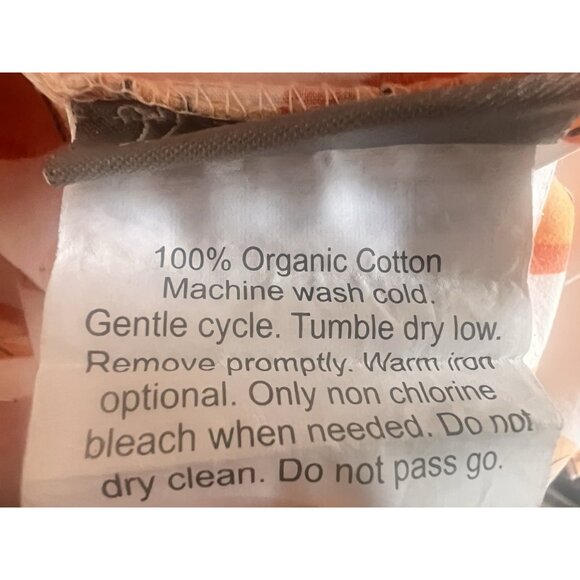 100% Organic Cotton
Machine wash cold.
Gentle cycle. Tumble dry low.
Remove promptly. Warm iron
optional. Only non chlorine
bleach when needed. Do not
dry clean. Do not pass go.